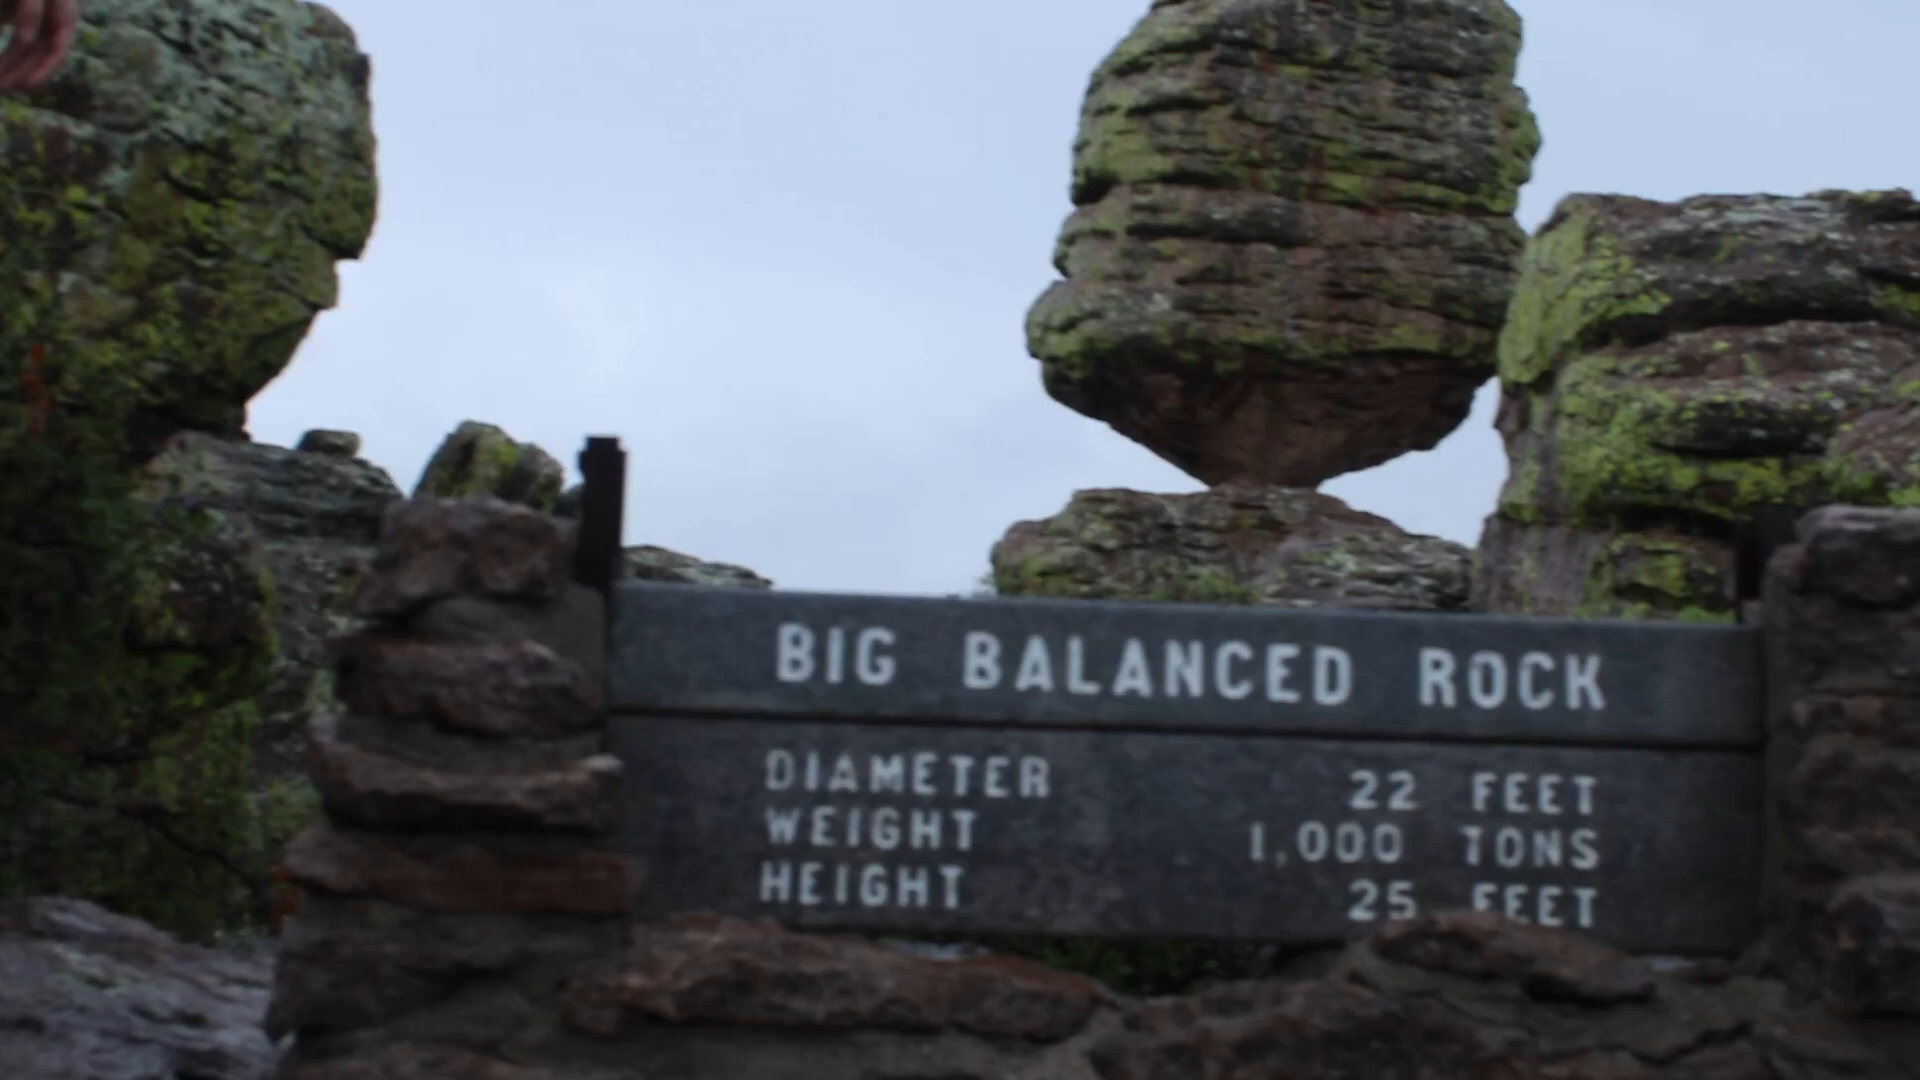 BIG BALANCED ROCK
DIAMETER 22 FEET
WEIGHT 1,000 TONS
HEIGHT 25 FEET